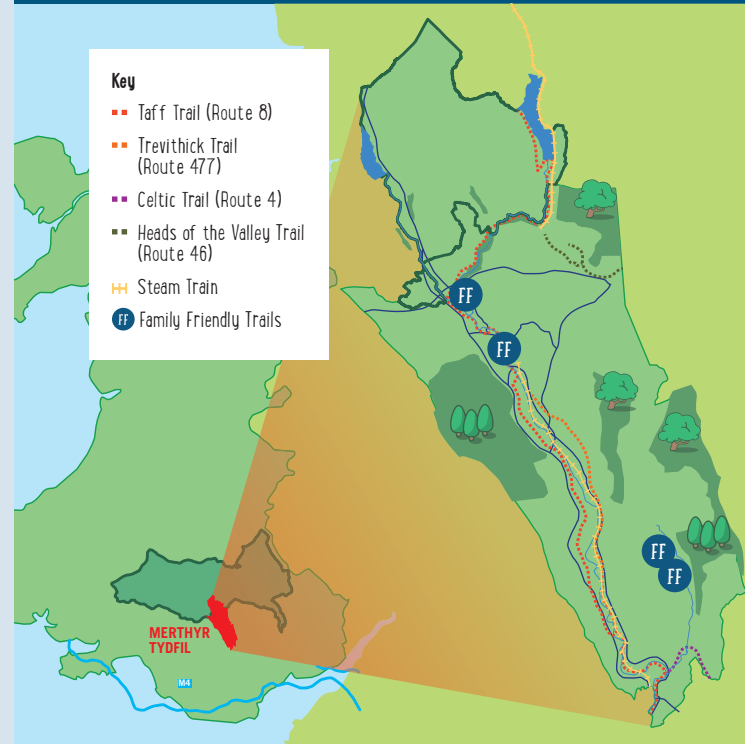 Key
Taff Trail (Route 8)
Trevithick Trail
(Route 477)
Celtic Trail (Route 4)
Heads of the Valley Trail
(Route 46)
Steam Train
FF Family Friendly Trails
FF
FF
FF
FF
MERTHYR
TYDFIL
M4